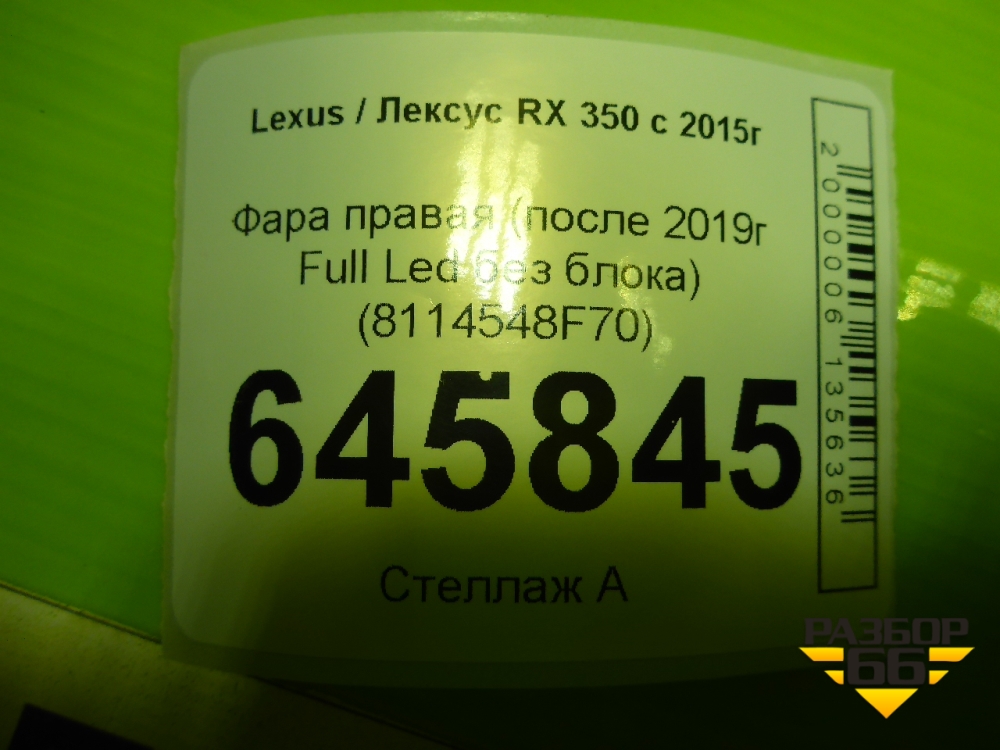 Lexus / Лексус RX 350 с 2015г
Фара правая (после 2019г
Full Led без блока)
(8114548F70)
645845
Стеллаж А
2000006135636
РАЗБОР
66